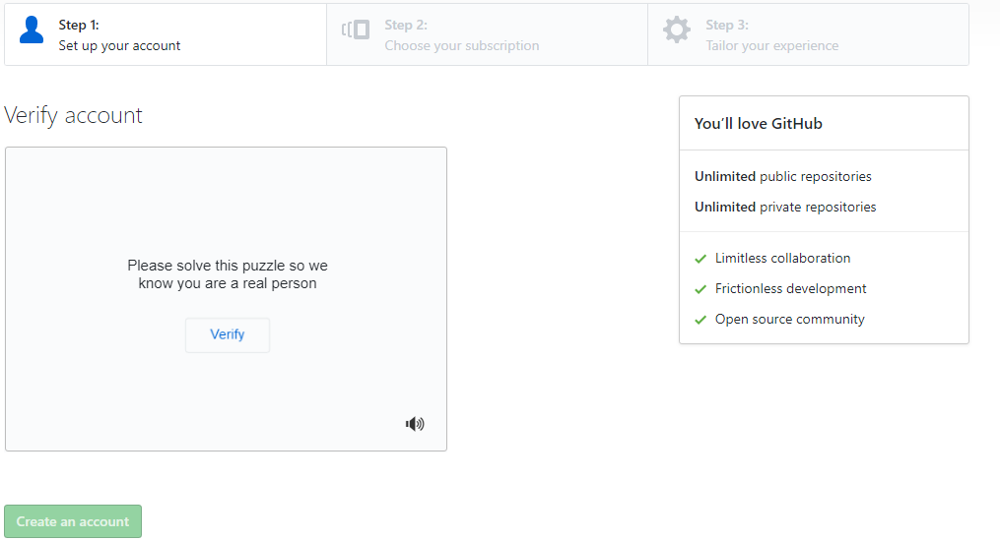 Step 1:
Set up your account
Step 2:
Choose your subscription
Step 3:
Tailor your experience
Verify account
Please solve this puzzle so we
know you are a real person
Verify
Create an account
You'll love GitHub
Unlimited public repositories
Unlimited private repositories
Limitless collaboration
Frictionless development
Open source community